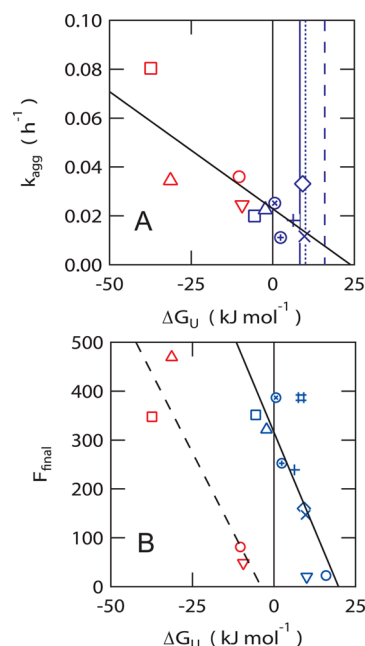 0.10
0.08
0.06
0.04
0.02
0.00
k_agg (h⁻¹)
A
-50 -25 0 25
ΔG_U (kJ mol⁻¹)
500
400
300
200
100
0
F_final
B
-50 -25 0 25
ΔG_U (kJ mol⁻¹)